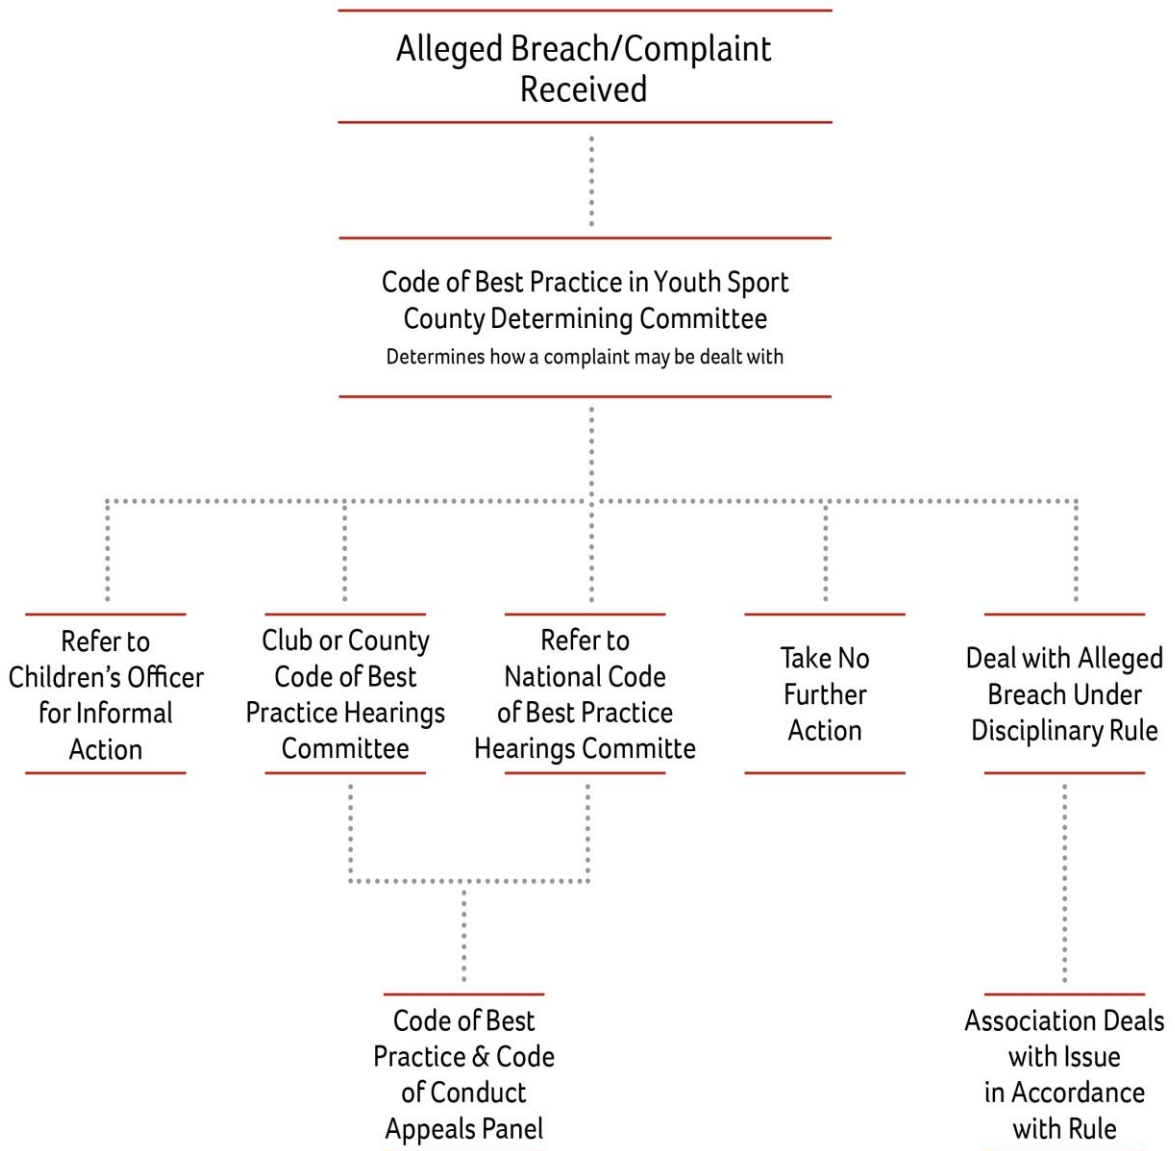 Alleged Breach/Complaint
Received
Code of Best Practice in Youth Sport
County Determining Committee
Determines how a complaint may be dealt with
Refer to
Children's Officer
for Informal
Action
Club or County
Code of Best
Practice Hearings
Committee
Refer to
National Code
of Best Practice
Hearings Committe
Take No
Further
Action
Deal with Alleged
Breach Under
Disciplinary Rule
Code of Best
Practice & Code
of Conduct
Appeals Panel
Association Deals
with Issue
in Accordance
with Rule